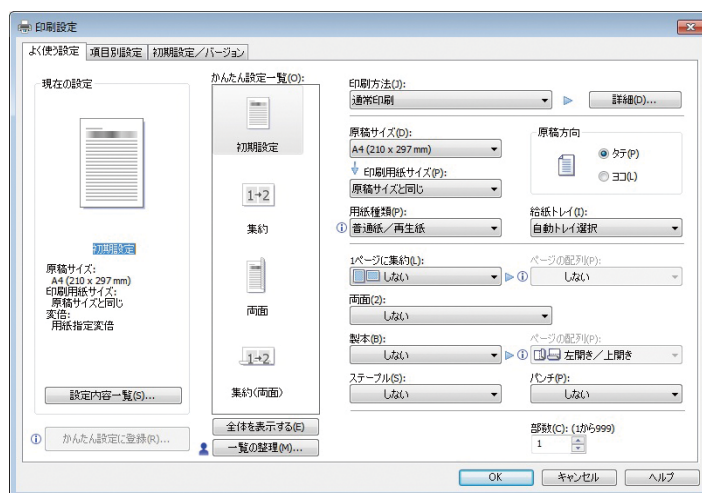 印刷設定
よく使う設定 項目別設定 初期設定／バージョン
現在の設定
初期設定
原稿サイズ:
A4 (210 x 297 mm)
印刷用紙サイズ:
原稿サイズと同じ
変倍:
用紙指定変倍
設定内容一覧(S)...
かんたん設定に登録(R)...
かんたん設定一覧(O):
初期設定
1→2
集約
両面
1→2
集約(両面)
全体を表示する(E)
一覧の整理(M)...
印刷方法(J):
通常印刷
詳細(D)...
原稿サイズ(D):
A4 (210 x 297 mm)
印刷用紙サイズ(P):
原稿サイズと同じ
原稿方向
タテ(P)
ヨコ(L)
用紙種類(P):
普通紙／再生紙
給紙トレイ(I):
自動トレイ選択
1ページに集約(L):
しない
ページの配列(P):
しない
両面(2):
しない
製本(B):
しない
ページの配列(P):
左開き／上開き
ステープル(S):
しない
パンチ(P):
しない
部数(C): (1から999)
1
OK キャンセル ヘルプ